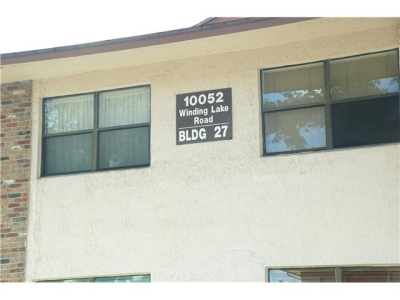 10052
Winding Lake
Road
BLDG 27